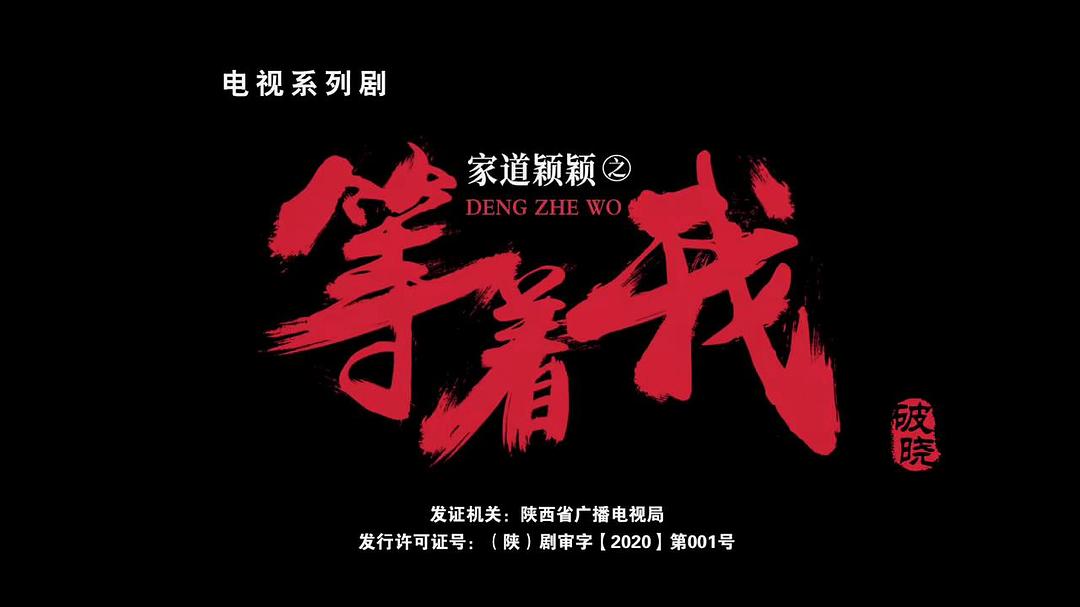 电视系列剧
家道颖颖之
DENG ZHE WO
等着我
破晓
发证机关：陕西省广播电视局
发行许可证号：（陕）剧审字【2020】第001号